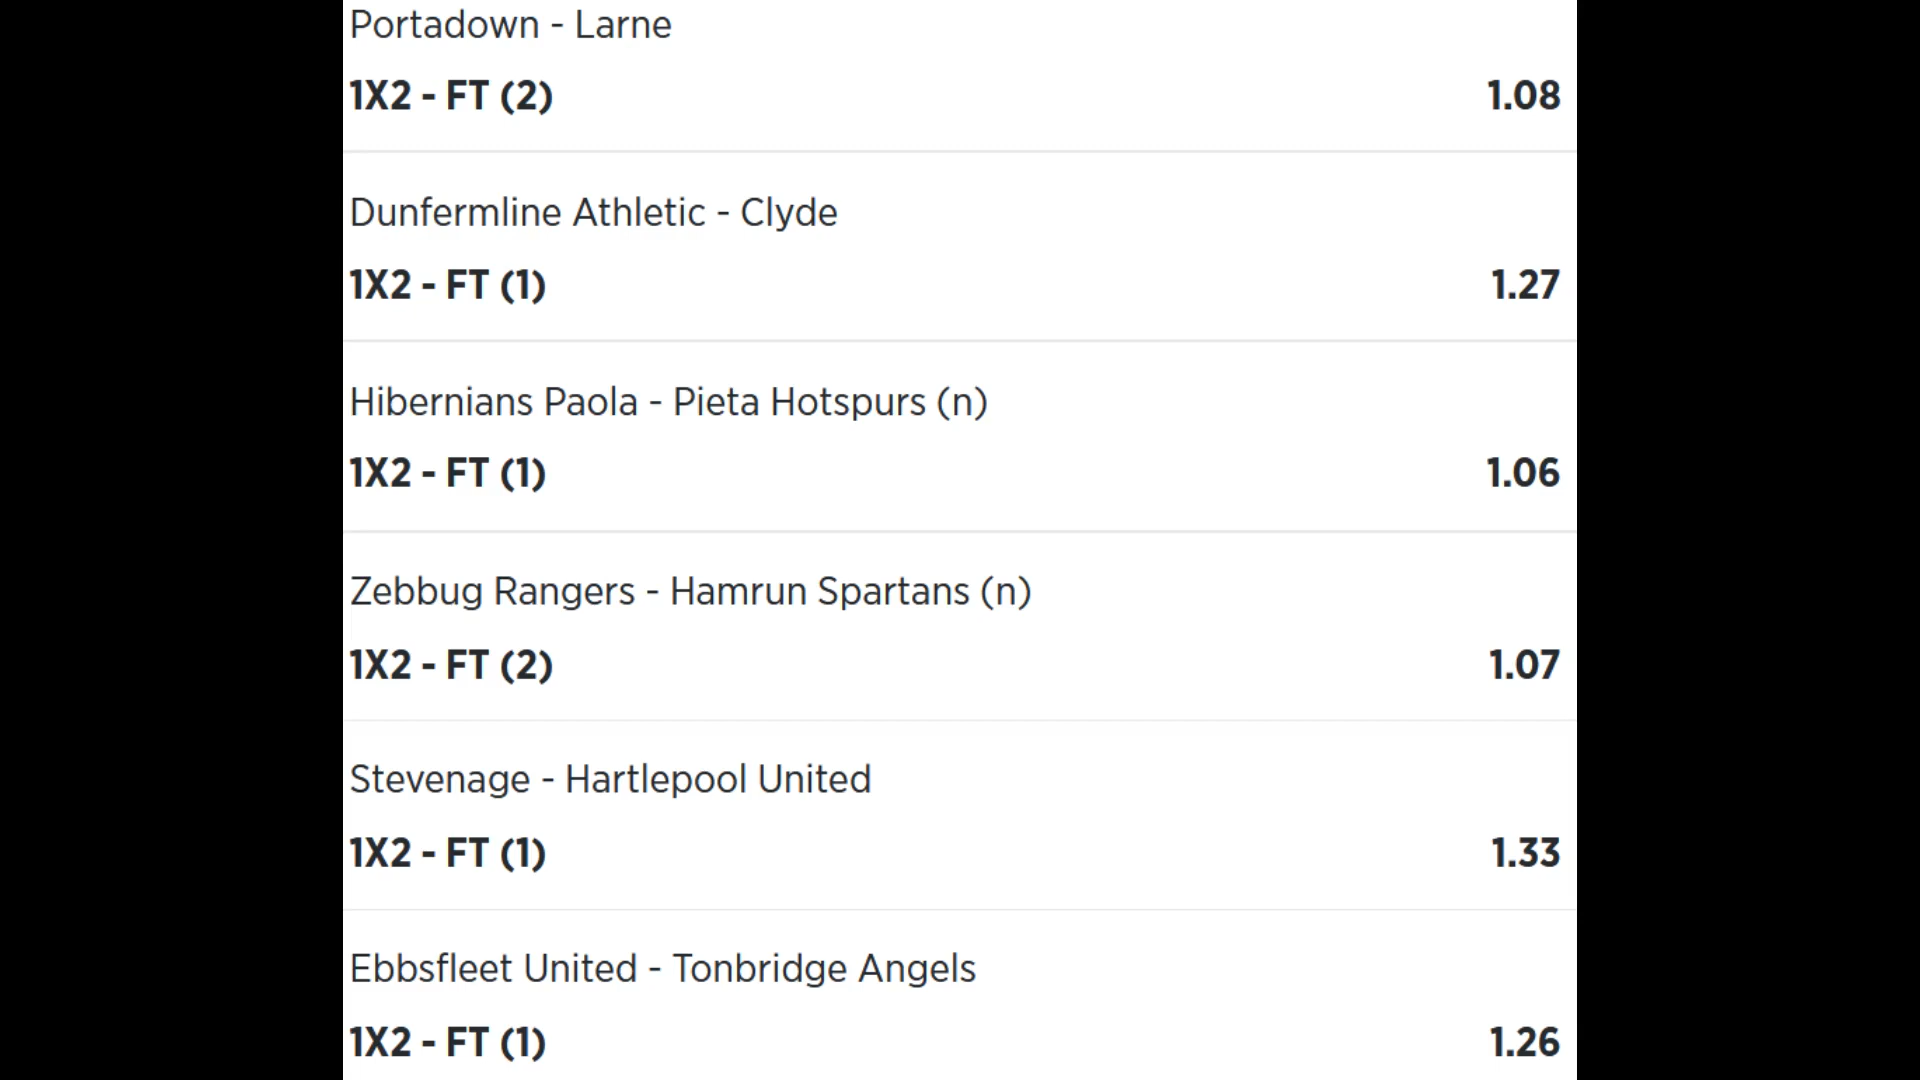 Portadown - Larne
1X2 - FT (2) 1.08
Dunfermline Athletic - Clyde
1X2 - FT (1) 1.27
Hibernians Paola - Pieta Hotspurs (n)
1X2 - FT (1) 1.06
Zebbug Rangers - Hamrun Spartans (n)
1X2 - FT (2) 1.07
Stevenage - Hartlepool United
1X2 - FT (1) 1.33
Ebbsfleet United - Tonbridge Angels
1X2 - FT (1) 1.26